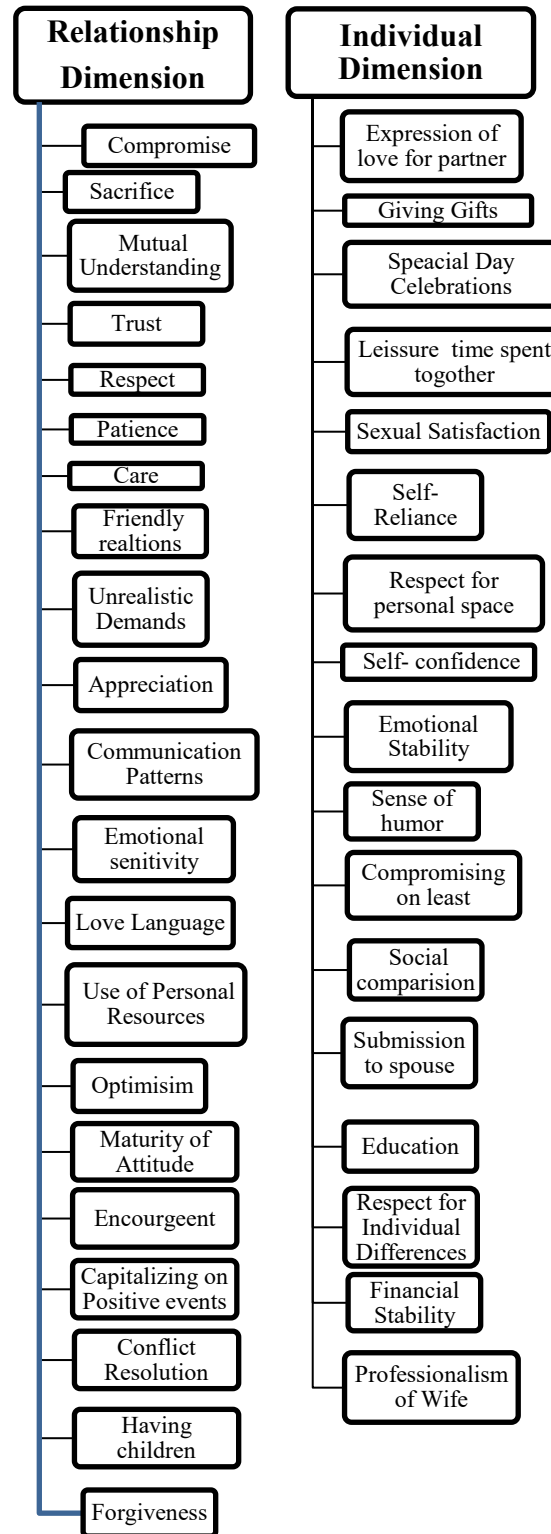 Relationship
Dimension
Compromise
Sacrifice
Mutual
Understanding
Trust
Respect
Patience
Care
Friendly
realtions
Unrealistic
Demands
Appreciation
Communication
Patterns
Emotional
senitivity
Love Language
Use of Personal
Resources
Optimisim
Maturity of
Attitude
Encourgeent
Capitalizing on
Positive events
Conflict
Resolution
Having
children
Forgiveness
Individual
Dimension
Expression of
love for partner
Giving Gifts
Speacial Day
Celebrations
Leissure time spent
togother
Sexual Satisfaction
Self-
Reliance
Respect for
personal space
Self- confidence
Emotional
Stability
Sense of
humor
Compromising
on least
Social
comparision
Submission
to spouse
Education
Respect for
Individual
Differences
Financial
Stability
Professionalism
of Wife